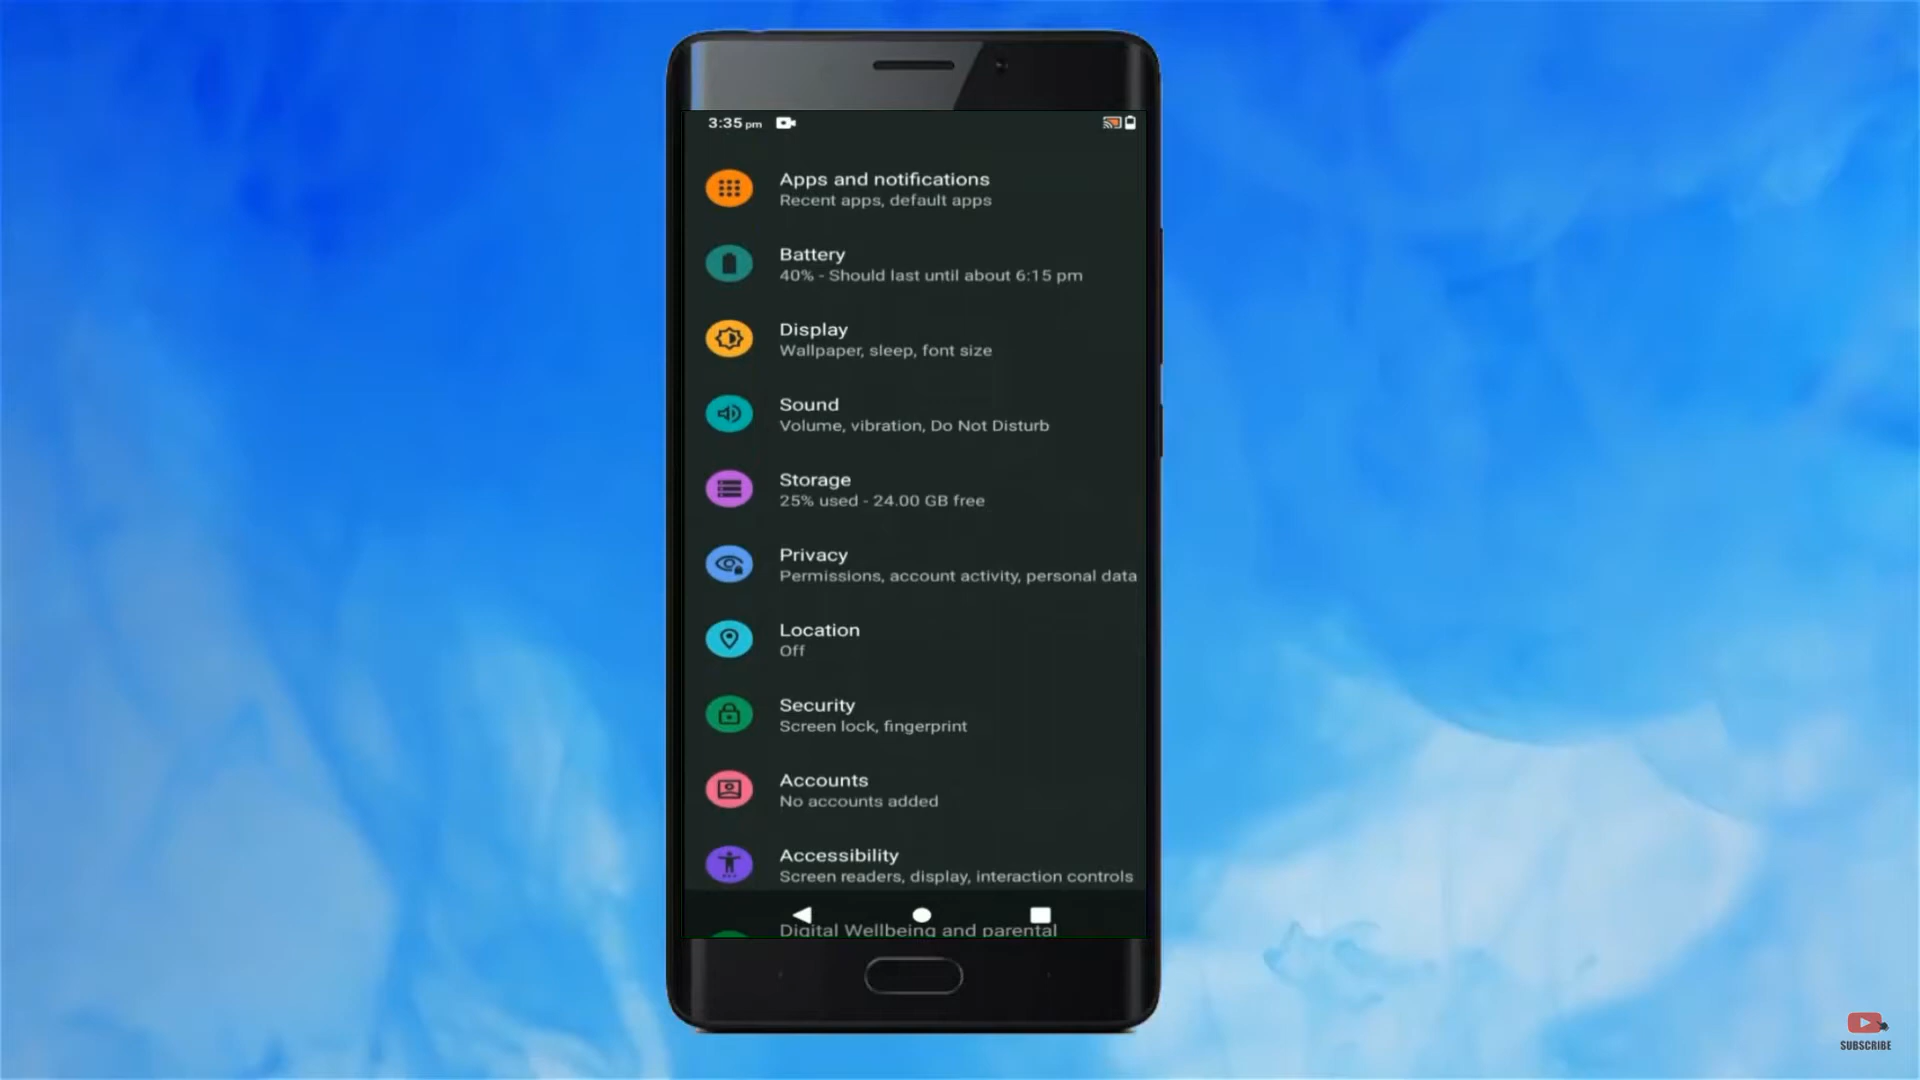 3:35 pm
Apps and notifications
Recent apps, default apps
Battery
40% - Should last until about 6:15 pm
Display
Wallpaper, sleep, font size
Sound
Volume, vibration, Do Not Disturb
Storage
25% used - 24.00 GB free
Privacy
Permissions, account activity, personal data
Location
Off
Security
Screen lock, fingerprint
Accounts
No accounts added
Accessibility
Screen readers, display, interaction controls
Digital Wellbeing and parental
SUBSCRIBE